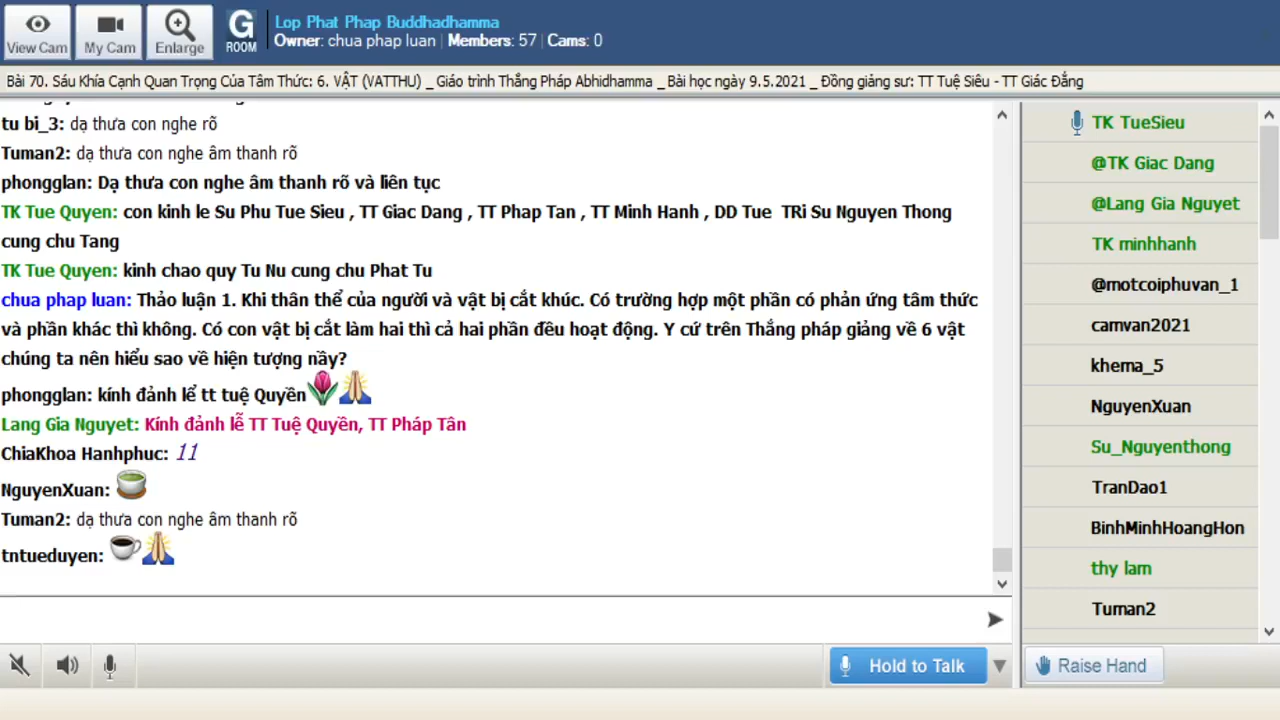 View Cam
My Cam
Enlarge
G
ROOM
Lop Phat Phap Buddhadhamma
Owner: chua phap luan | Members: 57 | Cams: 0
Bài 70. Sáu Khía Cạnh Quan Trọng Của Tâm Thức: 6. VẬT (VATTHU) _ Giáo trình Thắng Pháp Abhidhamma _ Bài học ngày 9.5.2021 _ Đồng giảng sư: TT Tuệ Siêu - TT Giác Đẳng
tu bi_3: dạ thưa con nghe rõ
Tuman2: dạ thưa con nghe âm thanh rõ
phongglan: Dạ thưa con nghe âm thanh rõ và liên tục
TK Tue Quyen: con kinh le Su Phu Tue Sieu , TT Giac Dang , TT Phap Tan , TT Minh Hanh , DD Tue TRi Su Nguyen Thong
cung chu Tang
TK Tue Quyen: kinh chao quy Tu Nu cung chu Phat Tu
chua phap luan: Thảo luận 1. Khi thân thể của người và vật bị cắt khúc. Có trường hợp một phần có phản ứng tâm thức
và phần khác thì không. Có con vật bị cắt làm hai thì cả hai phần đều hoạt động. Y cứ trên Thắng pháp giảng về 6 vật
chúng ta nên hiểu sao về hiện tượng nầy?
phongglan: kính đảnh lể tt tuệ Quyền
Lang Gia Nguyet: Kính đảnh lễ TT Tuệ Quyền, TT Pháp Tân
ChiaKhoa Hanhphuc: 11
NguyenXuan:
Tuman2: dạ thưa con nghe âm thanh rõ
tntueduyen:
TK TueSieu
@TK Giac Dang
@Lang Gia Nguyet
TK minhhanh
@motcoiphuvan_1
camvan2021
khema_5
NguyenXuan
Su_Nguyenthong
TranDao1
BinhMinhHoangHon
thy lam
Tuman2
Hold to Talk
Raise Hand